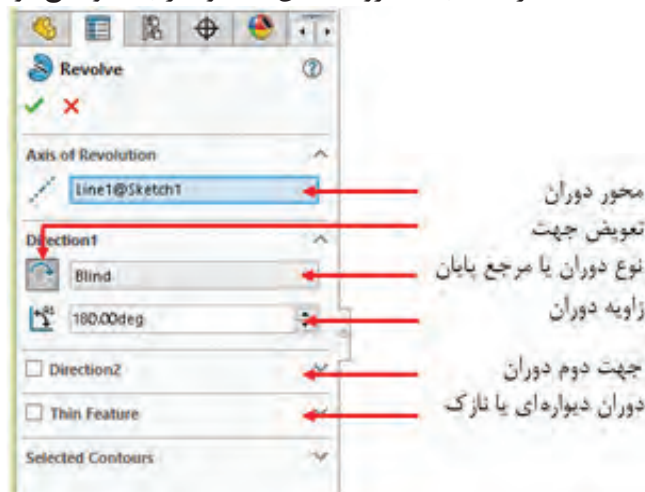 Revolve
Axis of Revolution
Line1@Sketch1
Direction1
Blind
180.00deg
Direction2
Thin Feature
Selected Contours
محور دوران
تعویض جهت
نوع دوران یا مرجع پایان
زاویه دوران
جهت دوم دوران
دوران دیواره‌ای یا نازک